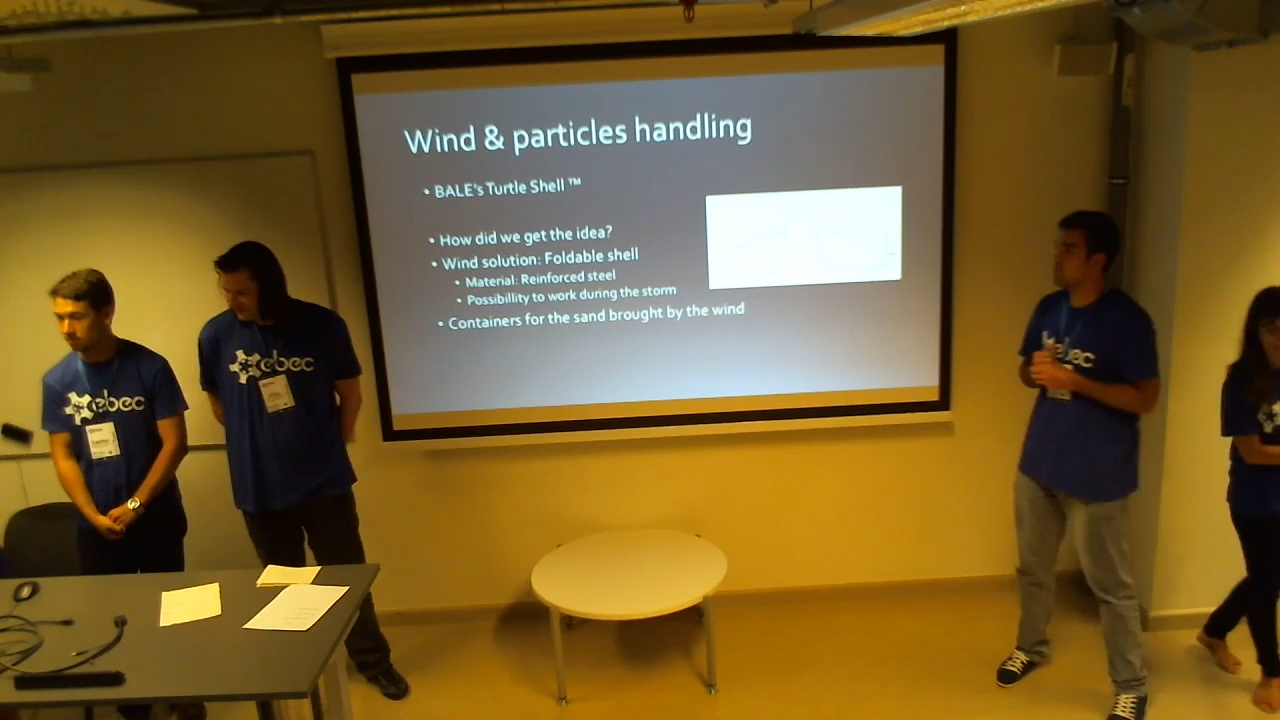 Wind & particles handling
• BALE's Turtle Shell ™
• How did we get the idea?
• Wind solution: Foldable shell
• Material: Reinforced steel
• Possibillity to work during the storm
• Containers for the sand brought by the wind
ebec
ebec
ebec